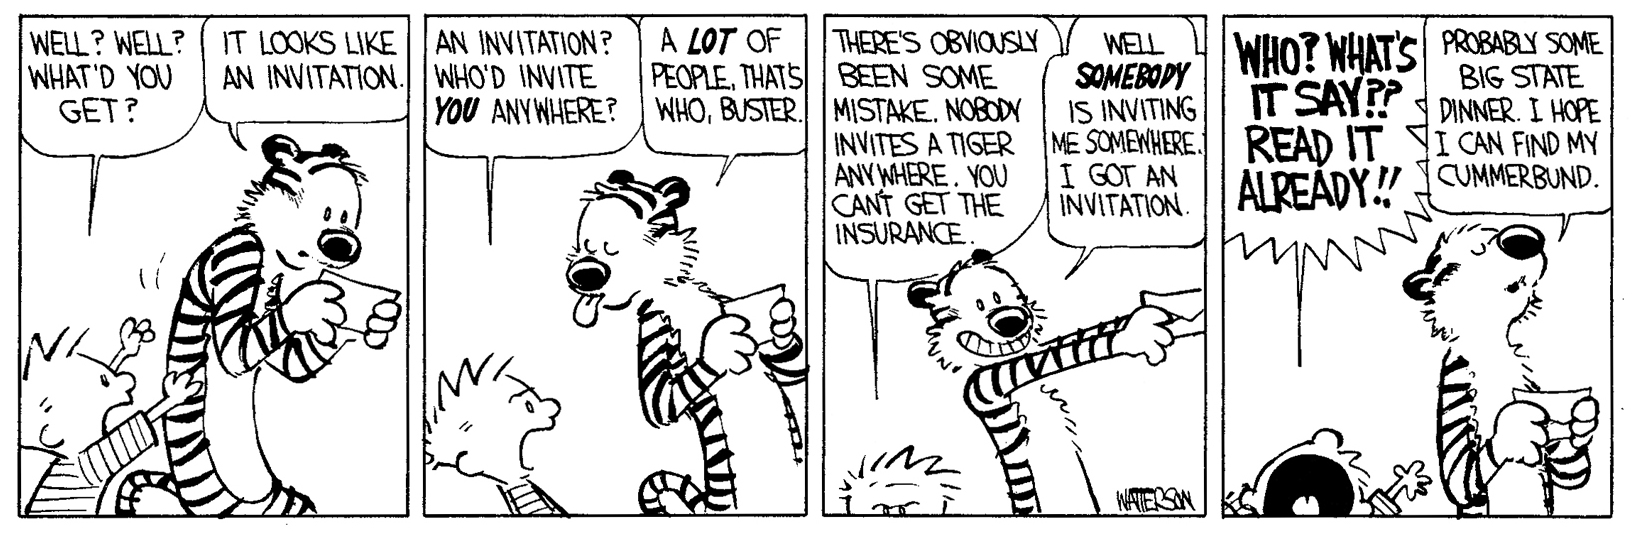 WELL? WELL?
WHAT'D YOU
GET?
IT LOOKS LIKE
AN INVITATION.
AN INVITATION?
WHO'D INVITE
YOU ANYWHERE?
A LOT OF
PEOPLE, THAT'S
WHO, BUSTER.
THERE'S OBVIOUSLY
BEEN SOME
MISTAKE. NOBODY
INVITES A TIGER
ANYWHERE. YOU
CAN'T GET THE
INSURANCE.
WELL
SOMEBODY
IS INVITING
ME SOMEWHERE.
I GOT AN
INVITATION.
WATTERSON
WHO? WHAT'S
IT SAY??
READ IT
ALREADY!!
PROBABLY SOME
BIG STATE
DINNER. I HOPE
I CAN FIND MY
CUMMERBUND.